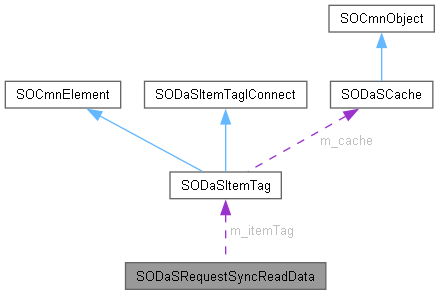 SOCmnObject
SOCmnElement
SODaSItemTagIConnect
SODaSCache
m_cache
SODaSItemTag
m_itemTag
SODaSRequestSyncReadData